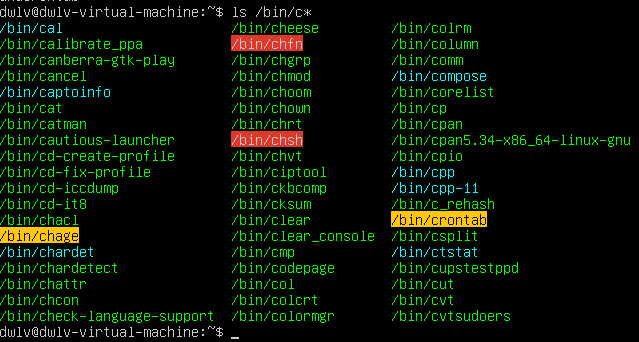 dwlv@dwlv-virtual-machine:~$ ls /bin/c*
/bin/cal /bin/cheese /bin/colrm
/bin/calibrate_ppa /bin/chfn /bin/column
/bin/canberra-gtk-play /bin/chgrp /bin/comm
/bin/cancel /bin/chmod /bin/compose
/bin/captoinfo /bin/choom /bin/corelist
/bin/cat /bin/chown /bin/cp
/bin/catman /bin/chrt /bin/cpan
/bin/cautious-launcher /bin/chsh /bin/cpan5.34-x86_64-linux-gnu
/bin/cd-create-profile /bin/chvt /bin/cpio
/bin/cd-fix-profile /bin/ciptool /bin/cpp
/bin/cd-iccdump /bin/ckbcomp /bin/cpp-11
/bin/cd-it8 /bin/cksum /bin/c_rehash
/bin/chacl /bin/clear /bin/crontab
/bin/chage /bin/clear_console /bin/csplit
/bin/chardet /bin/cmp /bin/ctstat
/bin/chardetect /bin/codepage /bin/cupstestppd
/bin/chattr /bin/col /bin/cut
/bin/chcon /bin/colcrt /bin/cvt
/bin/check-language-support /bin/colormgr /bin/cvtsudoers
dwlv@dwlv-virtual-machine:~$ _